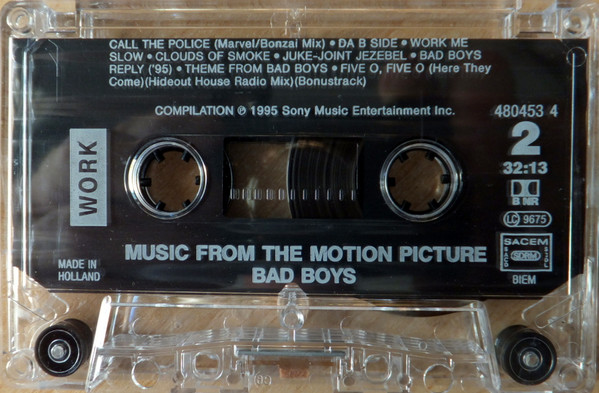 CALL THE POLICE (Marvel/Bonzai Mix) • DA B SIDE • WORK ME
SLOW • CLOUDS OF SMOKE • JUKE-JOINT JEZEBEL • BAD BOYS
REPLY ('95) • THEME FROM BAD BOYS • FIVE O, FIVE O (Here They
Come)(Hideout House Radio Mix)(Bonustrack)
COMPILATION ℗ 1995 Sony Music Entertainment Inc.
480453 4
2
32:13
B NR
LC 9675
WORK
MUSIC FROM THE MOTION PICTURE
BAD BOYS
MADE IN
HOLLAND
SACEM
SACD
SDRM
SGDL
BIEM